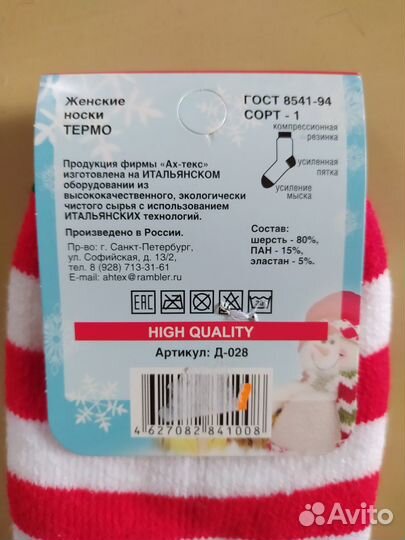 Женские
носки
ТЕРМО
ГОСТ 8541-94
СОРТ - 1
компрессионная
резинка
усиленная
пятка
усиление
мыска
Продукция фирмы «Ах-текс»
изготовлена на ИТАЛЬЯНСКОМ
оборудовании из
высококачественного, экологически
чистого сырья с использованием
ИТАЛЬЯНСКИХ технологий.
Произведено в России.
Пр-во: г. Санкт-Петербург,
ул. Софийская, д. 13/2,
тел. 8 (928) 713-31-61
E-mail: ahtex@rambler.ru
Состав:
шерсть - 80%,
ПАН - 15%,
эластан - 5%.
EAC
HIGH QUALITY
Артикул: Д-028
4 627082 841008
Avito